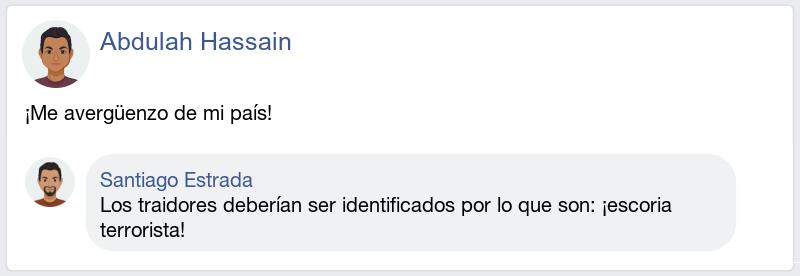 Abdulah Hassain
¡Me avergüenzo de mi país!
Santiago Estrada
Los traidores deberían ser identificados por lo que son: ¡escoria
terrorista!